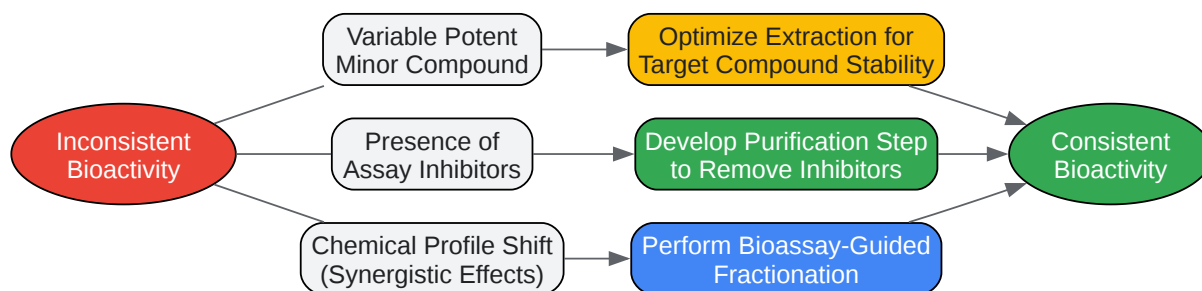 Inconsistent
Bioactivity
Variable Potent
Minor Compound
Optimize Extraction for
Target Compound Stability
Presence of
Assay Inhibitors
Develop Purification Step
to Remove Inhibitors
Chemical Profile Shift
(Synergistic Effects)
Perform Bioassay-Guided
Fractionation
Consistent
Bioactivity